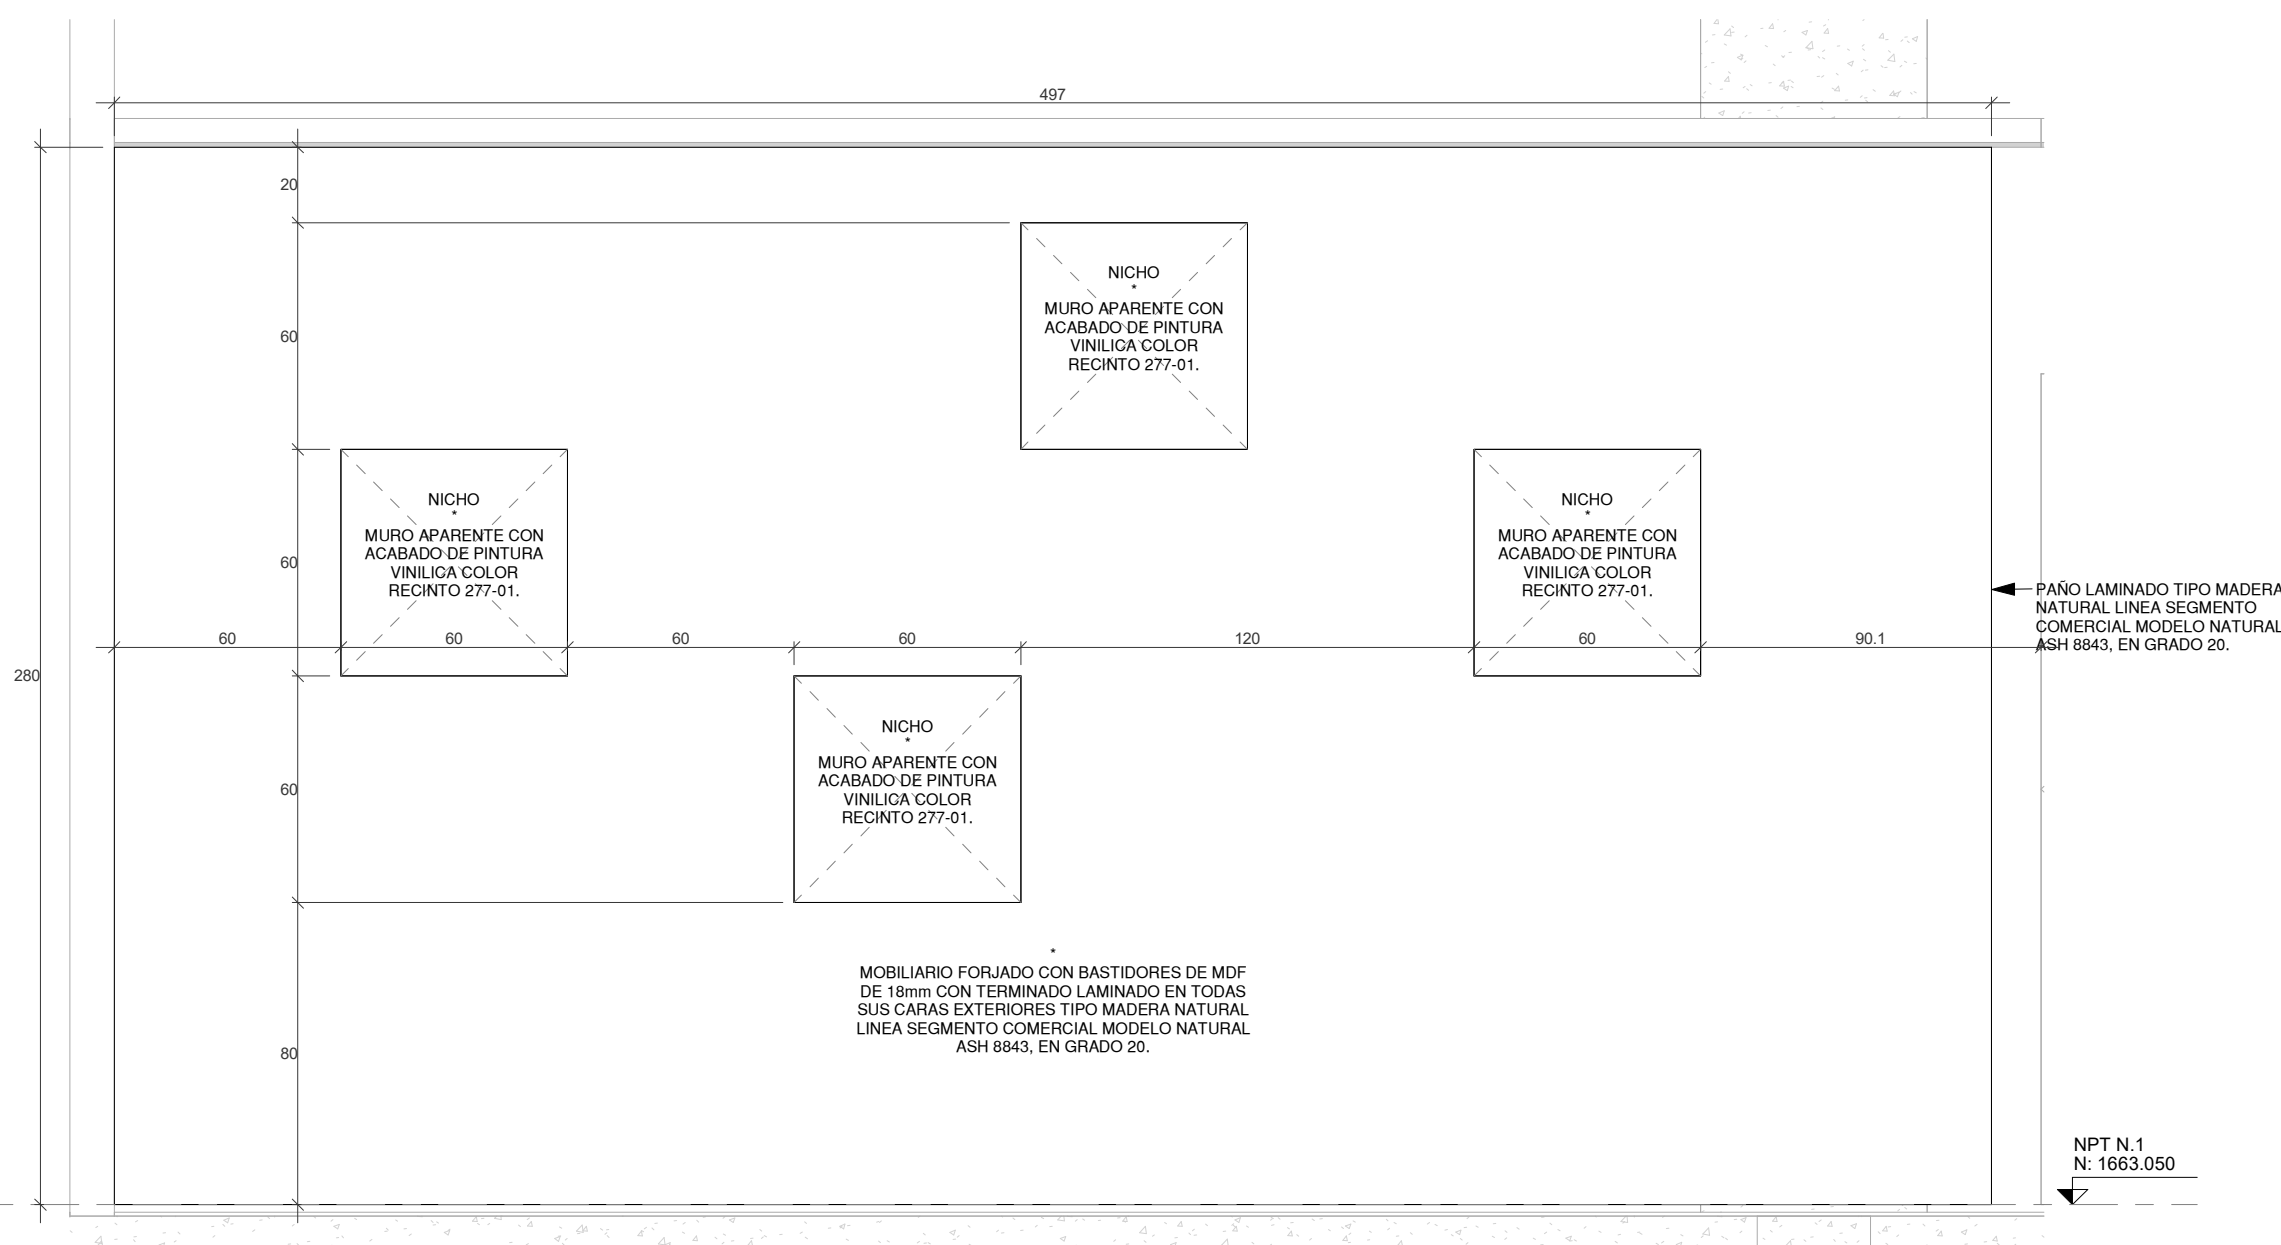 497
20
NICHO
*
MURO APARENTE CON
ACABADO DE PINTURA
VINILICA COLOR
RECINTO 277-01.
60
NICHO
*
MURO APARENTE CON
ACABADO DE PINTURA
VINILICA COLOR
RECINTO 277-01.
NICHO
*
MURO APARENTE CON
ACABADO DE PINTURA
VINILICA COLOR
RECINTO 277-01.
60
PAÑO LAMINADO TIPO MADERA
NATURAL LINEA SEGMENTO
COMERCIAL MODELO NATURAL
ASH 8843, EN GRADO 20.
60 60 60 60 120 60 90.1
280
NICHO
*
MURO APARENTE CON
ACABADO DE PINTURA
VINILICA COLOR
RECINTO 277-01.
60
*
MOBILIARIO FORJADO CON BASTIDORES DE MDF
DE 18mm CON TERMINADO LAMINADO EN TODAS
SUS CARAS EXTERIORES TIPO MADERA NATURAL
LINEA SEGMENTO COMERCIAL MODELO NATURAL
ASH 8843, EN GRADO 20.
80
NPT N.1
N: 1663.050